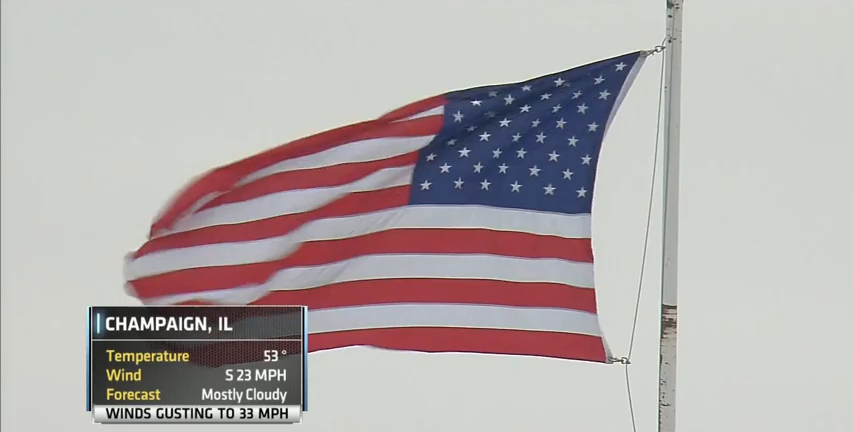 CHAMPAIGN, IL
Temperature 53°
Wind S 23 MPH
Forecast Mostly Cloudy
WINDS GUSTING TO 33 MPH